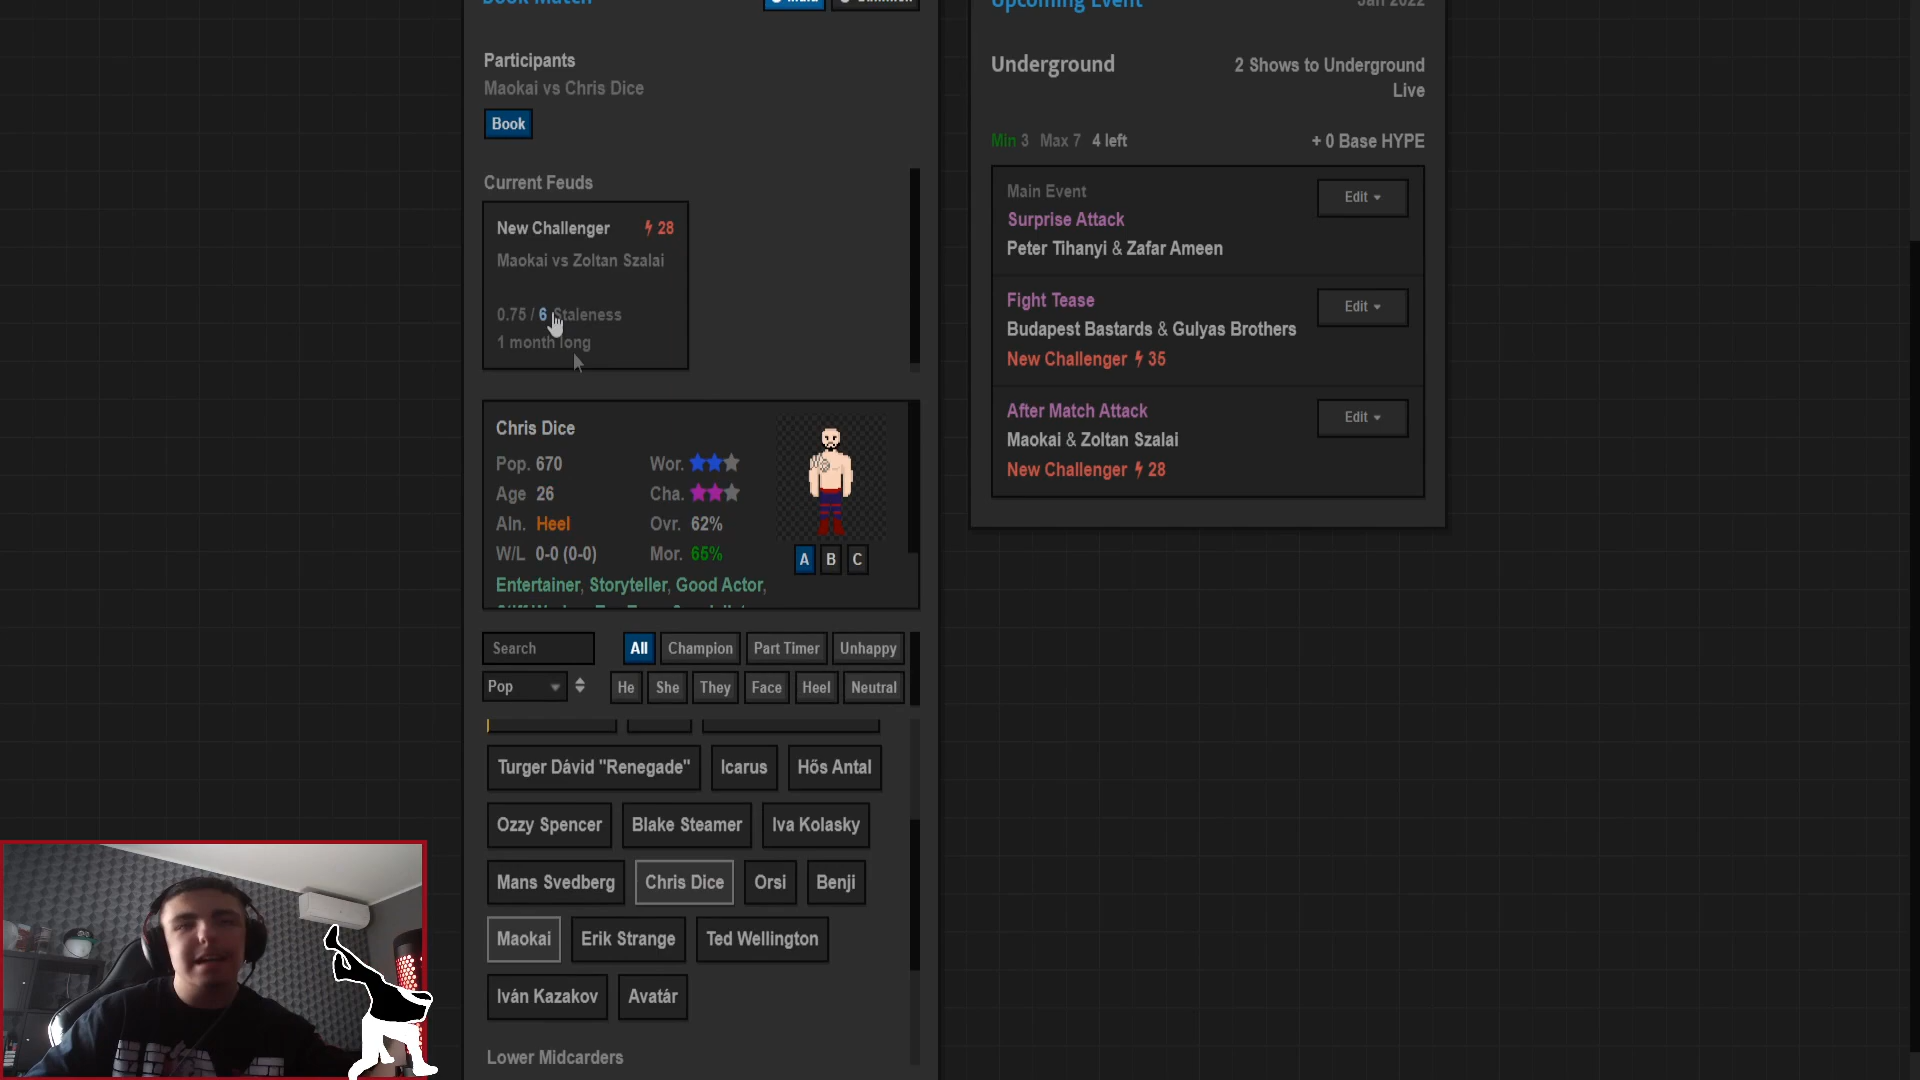 Book Match
Participants
Maokai vs Chris Dice
Book
Current Feuds
New Challenger 28
Maokai vs Zoltan Szalai
0.75 / 6 Staleness
1 month long
Chris Dice
Pop. 670 Wor.
Age 26 Cha.
Aln. Heel Ovr. 62%
W/L 0-0 (0-0) Mor. 65%
A B C
Entertainer, Storyteller, Good Actor,
Search All Champion Part Timer Unhappy
Pop He She They Face Heel Neutral
Turger Dávid "Renegade" Icarus Hős Antal
Ozzy Spencer Blake Steamer Iva Kolasky
Mans Svedberg Chris Dice Orsi Benji
Maokai Erik Strange Ted Wellington
Iván Kazakov Avatár
Lower Midcarders
Upcoming Event Jan 2022
Underground 2 Shows to Underground
Live
Min 3 Max 7 4 left + 0 Base HYPE
Main Event Edit
Surprise Attack
Peter Tihanyi & Zafar Ameen
Fight Tease Edit
Budapest Bastards & Gulyas Brothers
New Challenger 35
After Match Attack Edit
Maokai & Zoltan Szalai
New Challenger 28